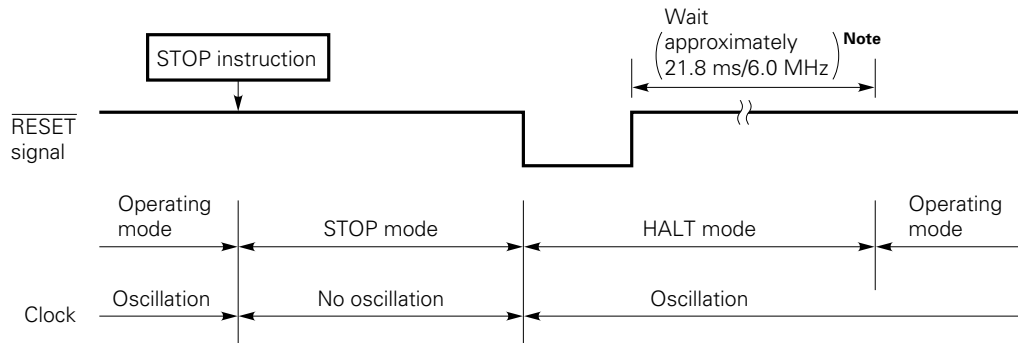 Wait
approximately
21.8 ms/6.0 MHz
Note
STOP instruction
RESET
signal
Operating
mode
STOP mode
HALT mode
Operating
mode
Clock
Oscillation
No oscillation
Oscillation